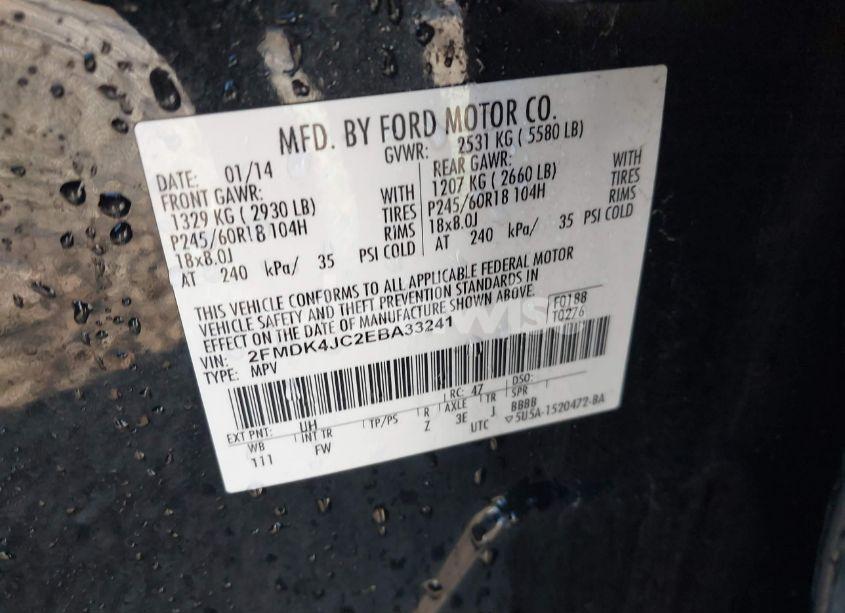 MFD. BY FORD MOTOR CO.
DATE: 01/14 GVWR: 2531 KG ( 5580 LB)
FRONT GAWR: REAR GAWR:
1329 KG ( 2930 LB) WITH 1207 KG ( 2660 LB) WITH
P245/60R18 104H TIRES P245/60R18 104H TIRES
18x8.0J RIMS 18x8.0J RIMS
AT 240 kPa/ 35 PSI COLD AT 240 kPa/ 35 PSI COLD
THIS VEHICLE CONFORMS TO ALL APPLICABLE FEDERAL MOTOR
VEHICLE SAFETY AND THEFT PREVENTION STANDARDS IN
EFFECT ON THE DATE OF MANUFACTURE SHOWN ABOVE.
F0188
T0276
VIN: 2FMDK4JC2EBA33241
TYPE: MPV
EXT PNT: UH RC: 47 DSO:
WB INT TR TP/PS R AXLE TR SPR
111 FW Z 3E J BBBB
UTC ▽5U5A-1520472-BA